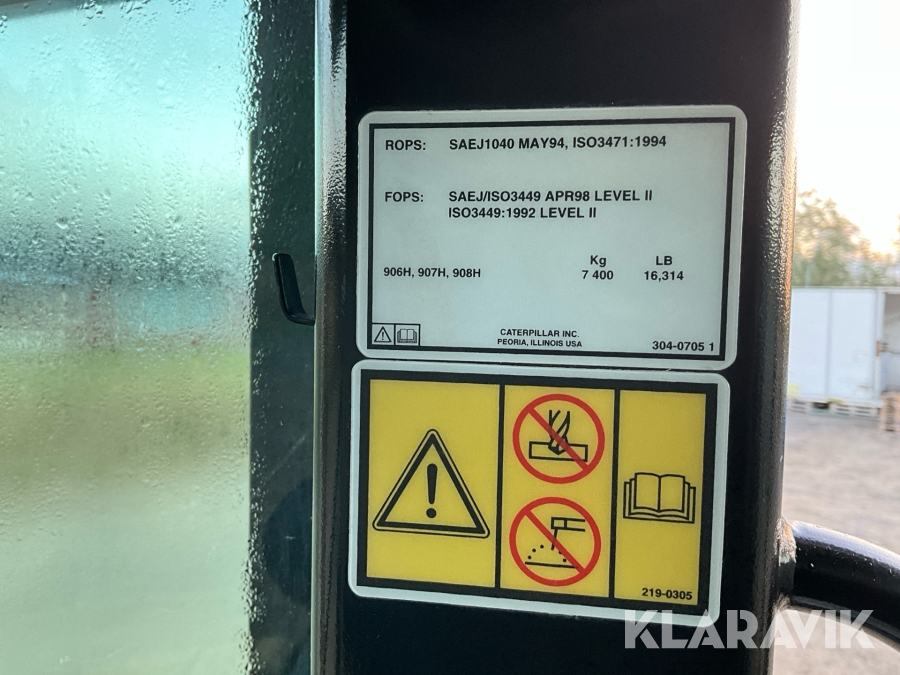 ROPS: SAEJ1040 MAY94, ISO3471:1994
FOPS: SAEJ/ISO3449 APR98 LEVEL II
ISO3449:1992 LEVEL II
Kg LB
906H, 907H, 908H 7 400 16,314
CATERPILLAR INC.
PEORIA, ILLINOIS USA
304-0705 1
219-0305
KLARAVIK